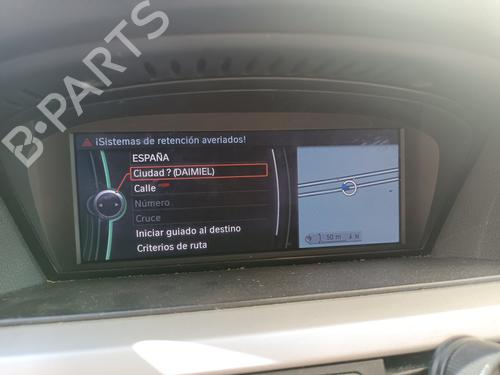 B-PARTS
¡Sistemas de retención averiados!
ESPAÑA
Ciudad ? (DAIMIEL)
Calle
Número
Cruce
Iniciar guiado al destino
Criterios de ruta
50 m
N